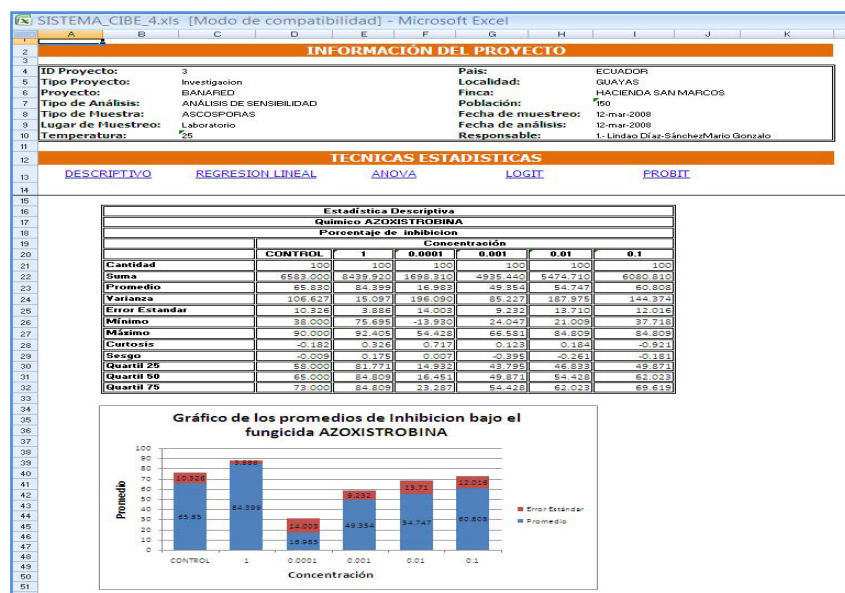 SISTEMA_CIBE_4.xls [Modo de compatibilidad] - Microsoft Excel
A B C D E F G H I J K
INFORMACIÓN DEL PROYECTO
ID Proyecto: 3 Pais: ECUADOR
Tipo Proyecto: Investigacion Localidad: GUAYAS
Proyecto: BANARED Finca: HACIENDA SAN MARCOS
Tipo de Análisis: ANÁLISIS DE SENSIBILIDAD Población: 150
Tipo de Muestra: ASCOSPORAS Fecha de muestreo: 12-mar-2008
Lugar de Muestreo: Laboratorio Fecha de análisis: 12-mar-2008
Temperatura: 25 Responsable: 1.- Lindao Díaz-SánchezMario Gonzalo
TECNICAS ESTADISTICAS
DESCRIPTIVO REGRESION LINEAL ANOVA LOGIT PROBIT
Estadística Descriptiva
Quimico AZOXISTROBINA
Porcentaje de inhibicion
Concentración
CONTROL 1 0.0001 0.001 0.01 0.1
Cantidad 100 100 100 100 100 100
Suma 6583.000 8439.920 1698.310 4935.440 5474.710 6080.810
Promedio 65.830 84.399 16.983 49.354 54.747 60.808
Varianza 106.627 15.097 196.090 85.227 187.975 144.374
Error Estandar 10.326 3.886 14.003 9.232 13.710 12.016
Mínimo 38.000 75.695 -13.930 24.047 21.009 37.718
Máximo 90.000 92.405 54.428 66.581 84.809 84.809
Curtosis -0.182 0.326 0.717 0.123 0.184 -0.921
Sesgo -0.009 0.175 0.007 -0.395 -0.261 -0.181
Quartil 25 58.000 81.771 14.932 43.795 46.833 49.871
Quartil 50 65.000 84.809 16.451 49.871 54.428 62.023
Quartil 75 73.000 84.809 23.287 54.428 62.023 69.619
Gráfico de los promedios de Inhibicion bajo el
fungicida AZOXISTROBINA
Promedio
100
90
80
70
60
50
40
30
20
10
0
10.326 3.886 14.003 9.232 13.71 12.016
65.83 84.399 16.983 49.354 54.747 60.808
Error Estándar
Promedio
CONTROL 1 0.0001 0.001 0.01 0.1
Concentración